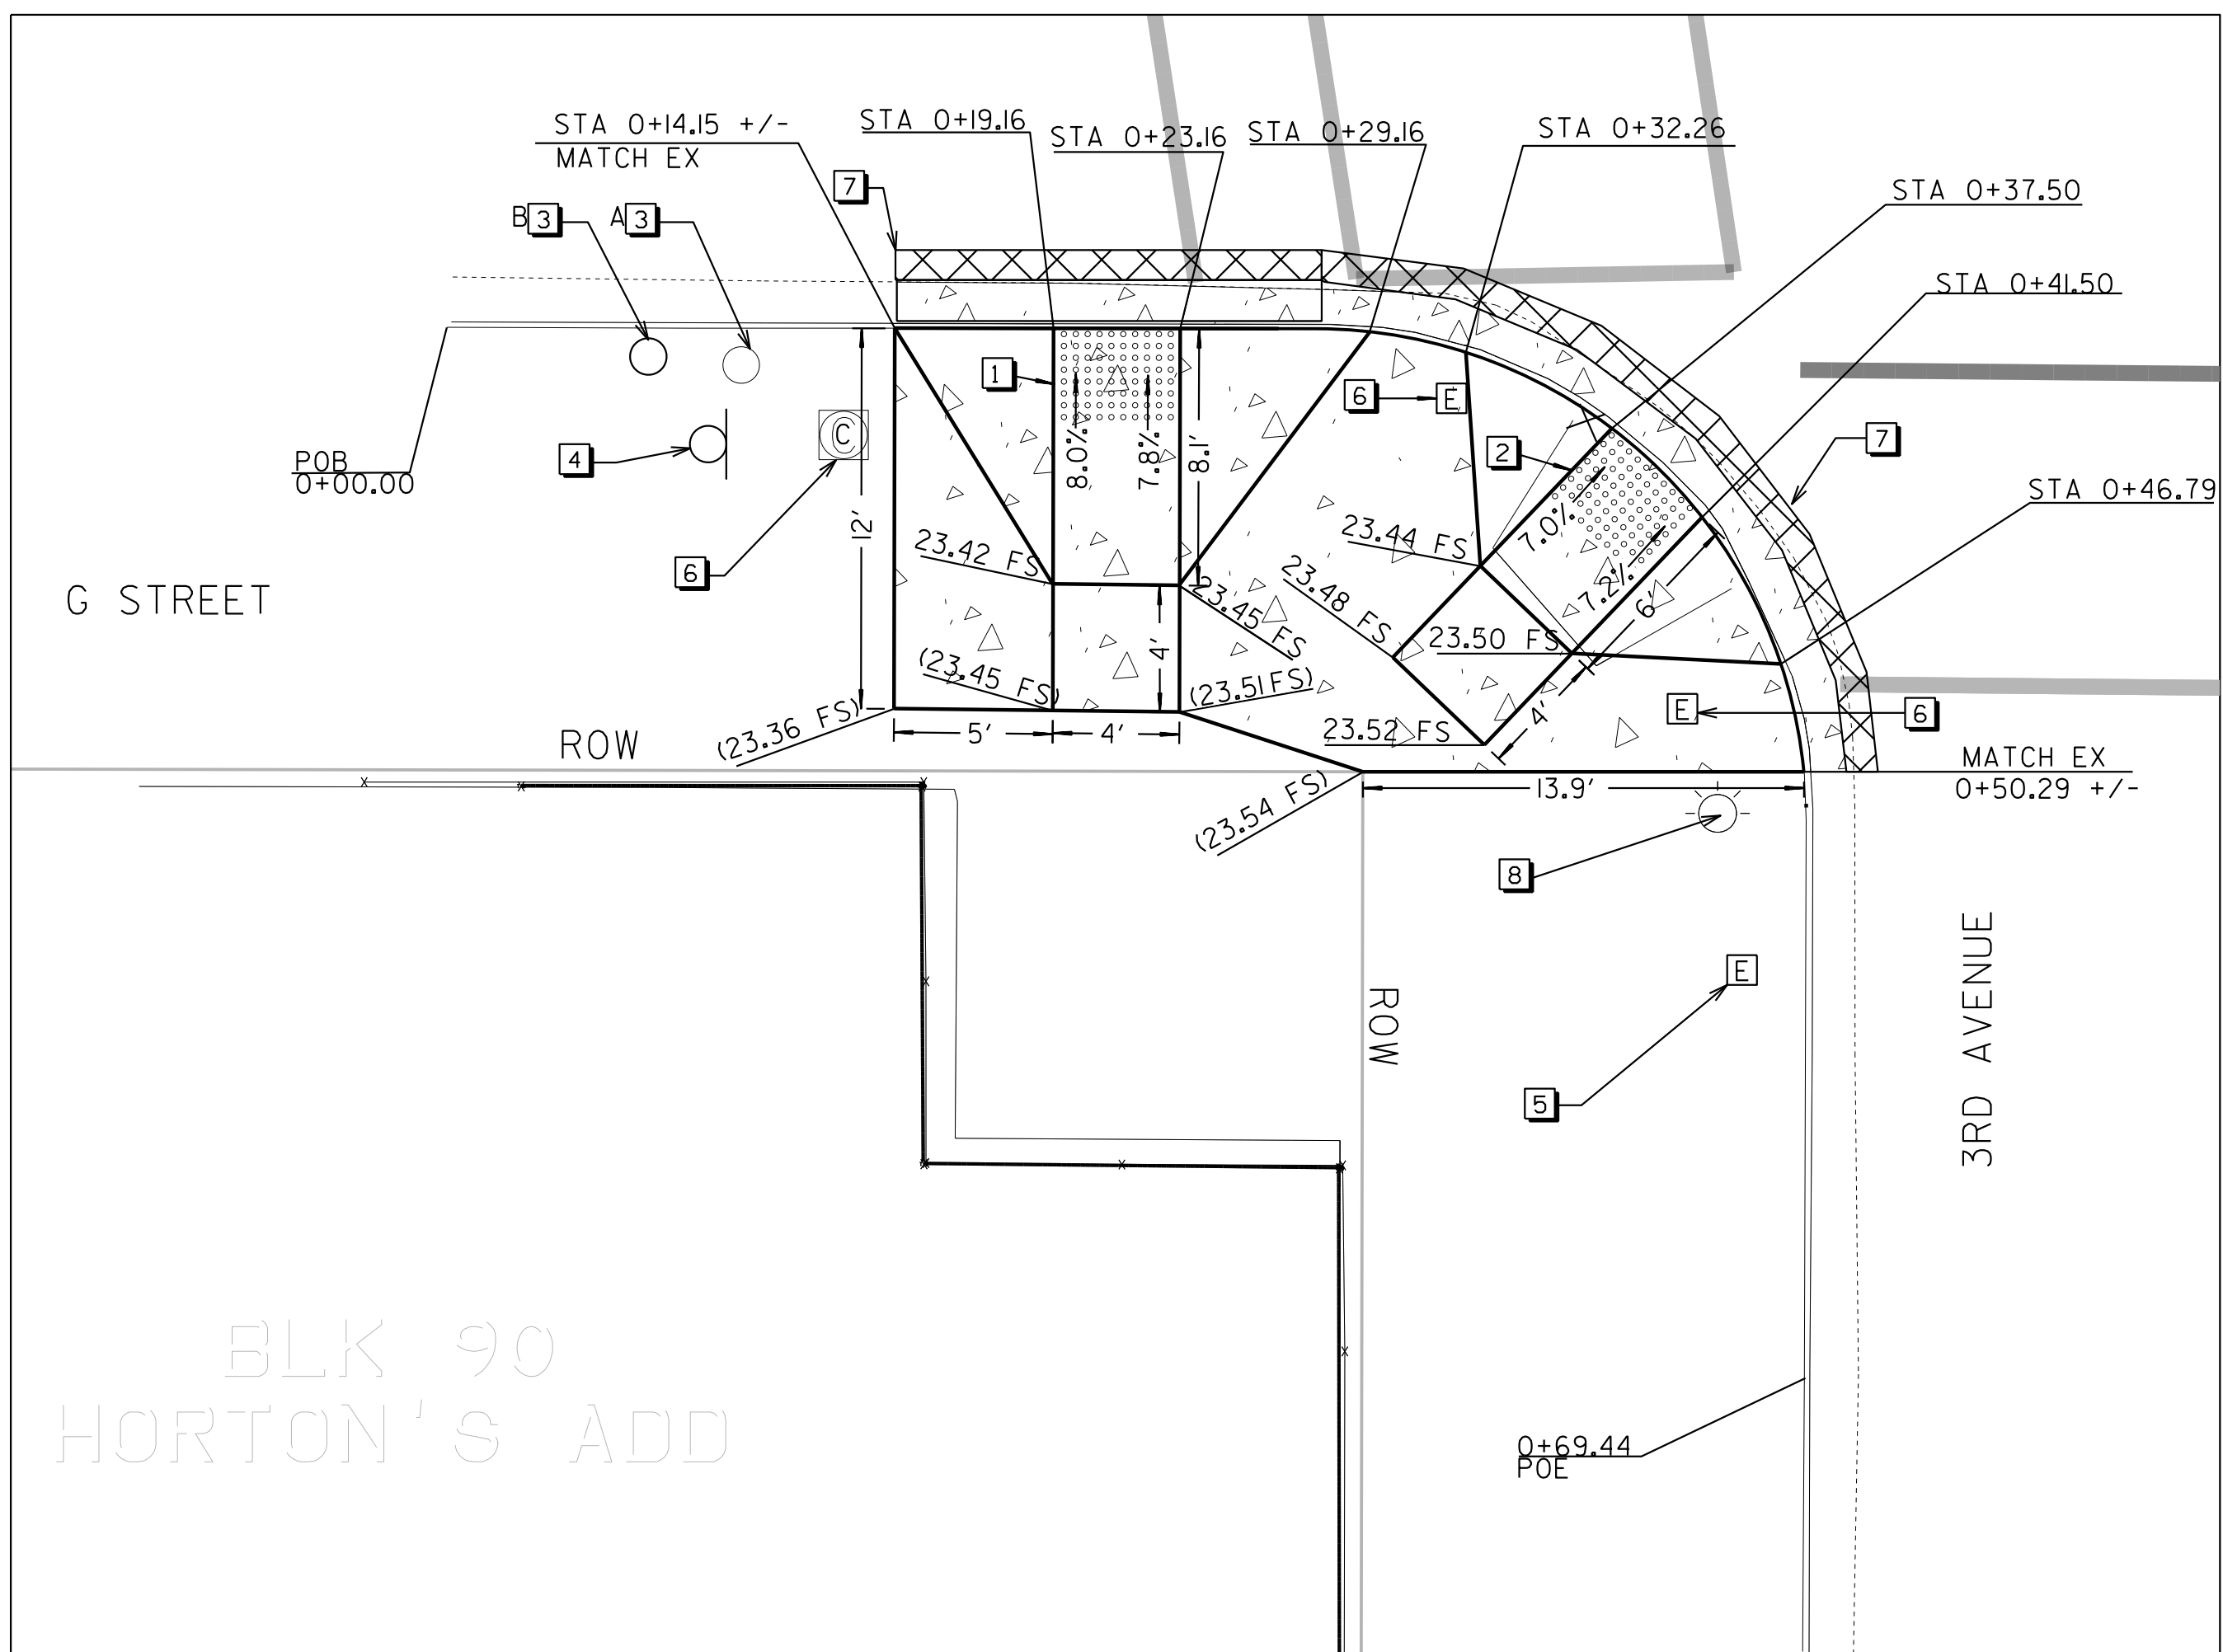 STA 0+14.15 +/-
MATCH EX
STA 0+19.16
STA 0+23.16
STA 0+29.16
STA 0+32.26
STA 0+37.50
STA 0+41.50
STA 0+46.79
7
B 3
A 3
1
6
E
2
7
4
C
6
POB
0+00.00
G STREET
12'
8.0%
7.8%
8.1'
7.0%
7.2%
6'
4'
4'
23.42 FS
23.45 FS
23.44 FS
23.48 FS
23.50 FS
23.52 FS
(23.45 FS)
(23.51 FS)
(23.36 FS)
(23.54 FS)
5'
4'
E
6
ROW
13.9'
MATCH EX
0+50.29 +/-
8
E
5
ROW
3RD AVENUE
BLK 90
HORTON'S ADD
0+69.44
POE